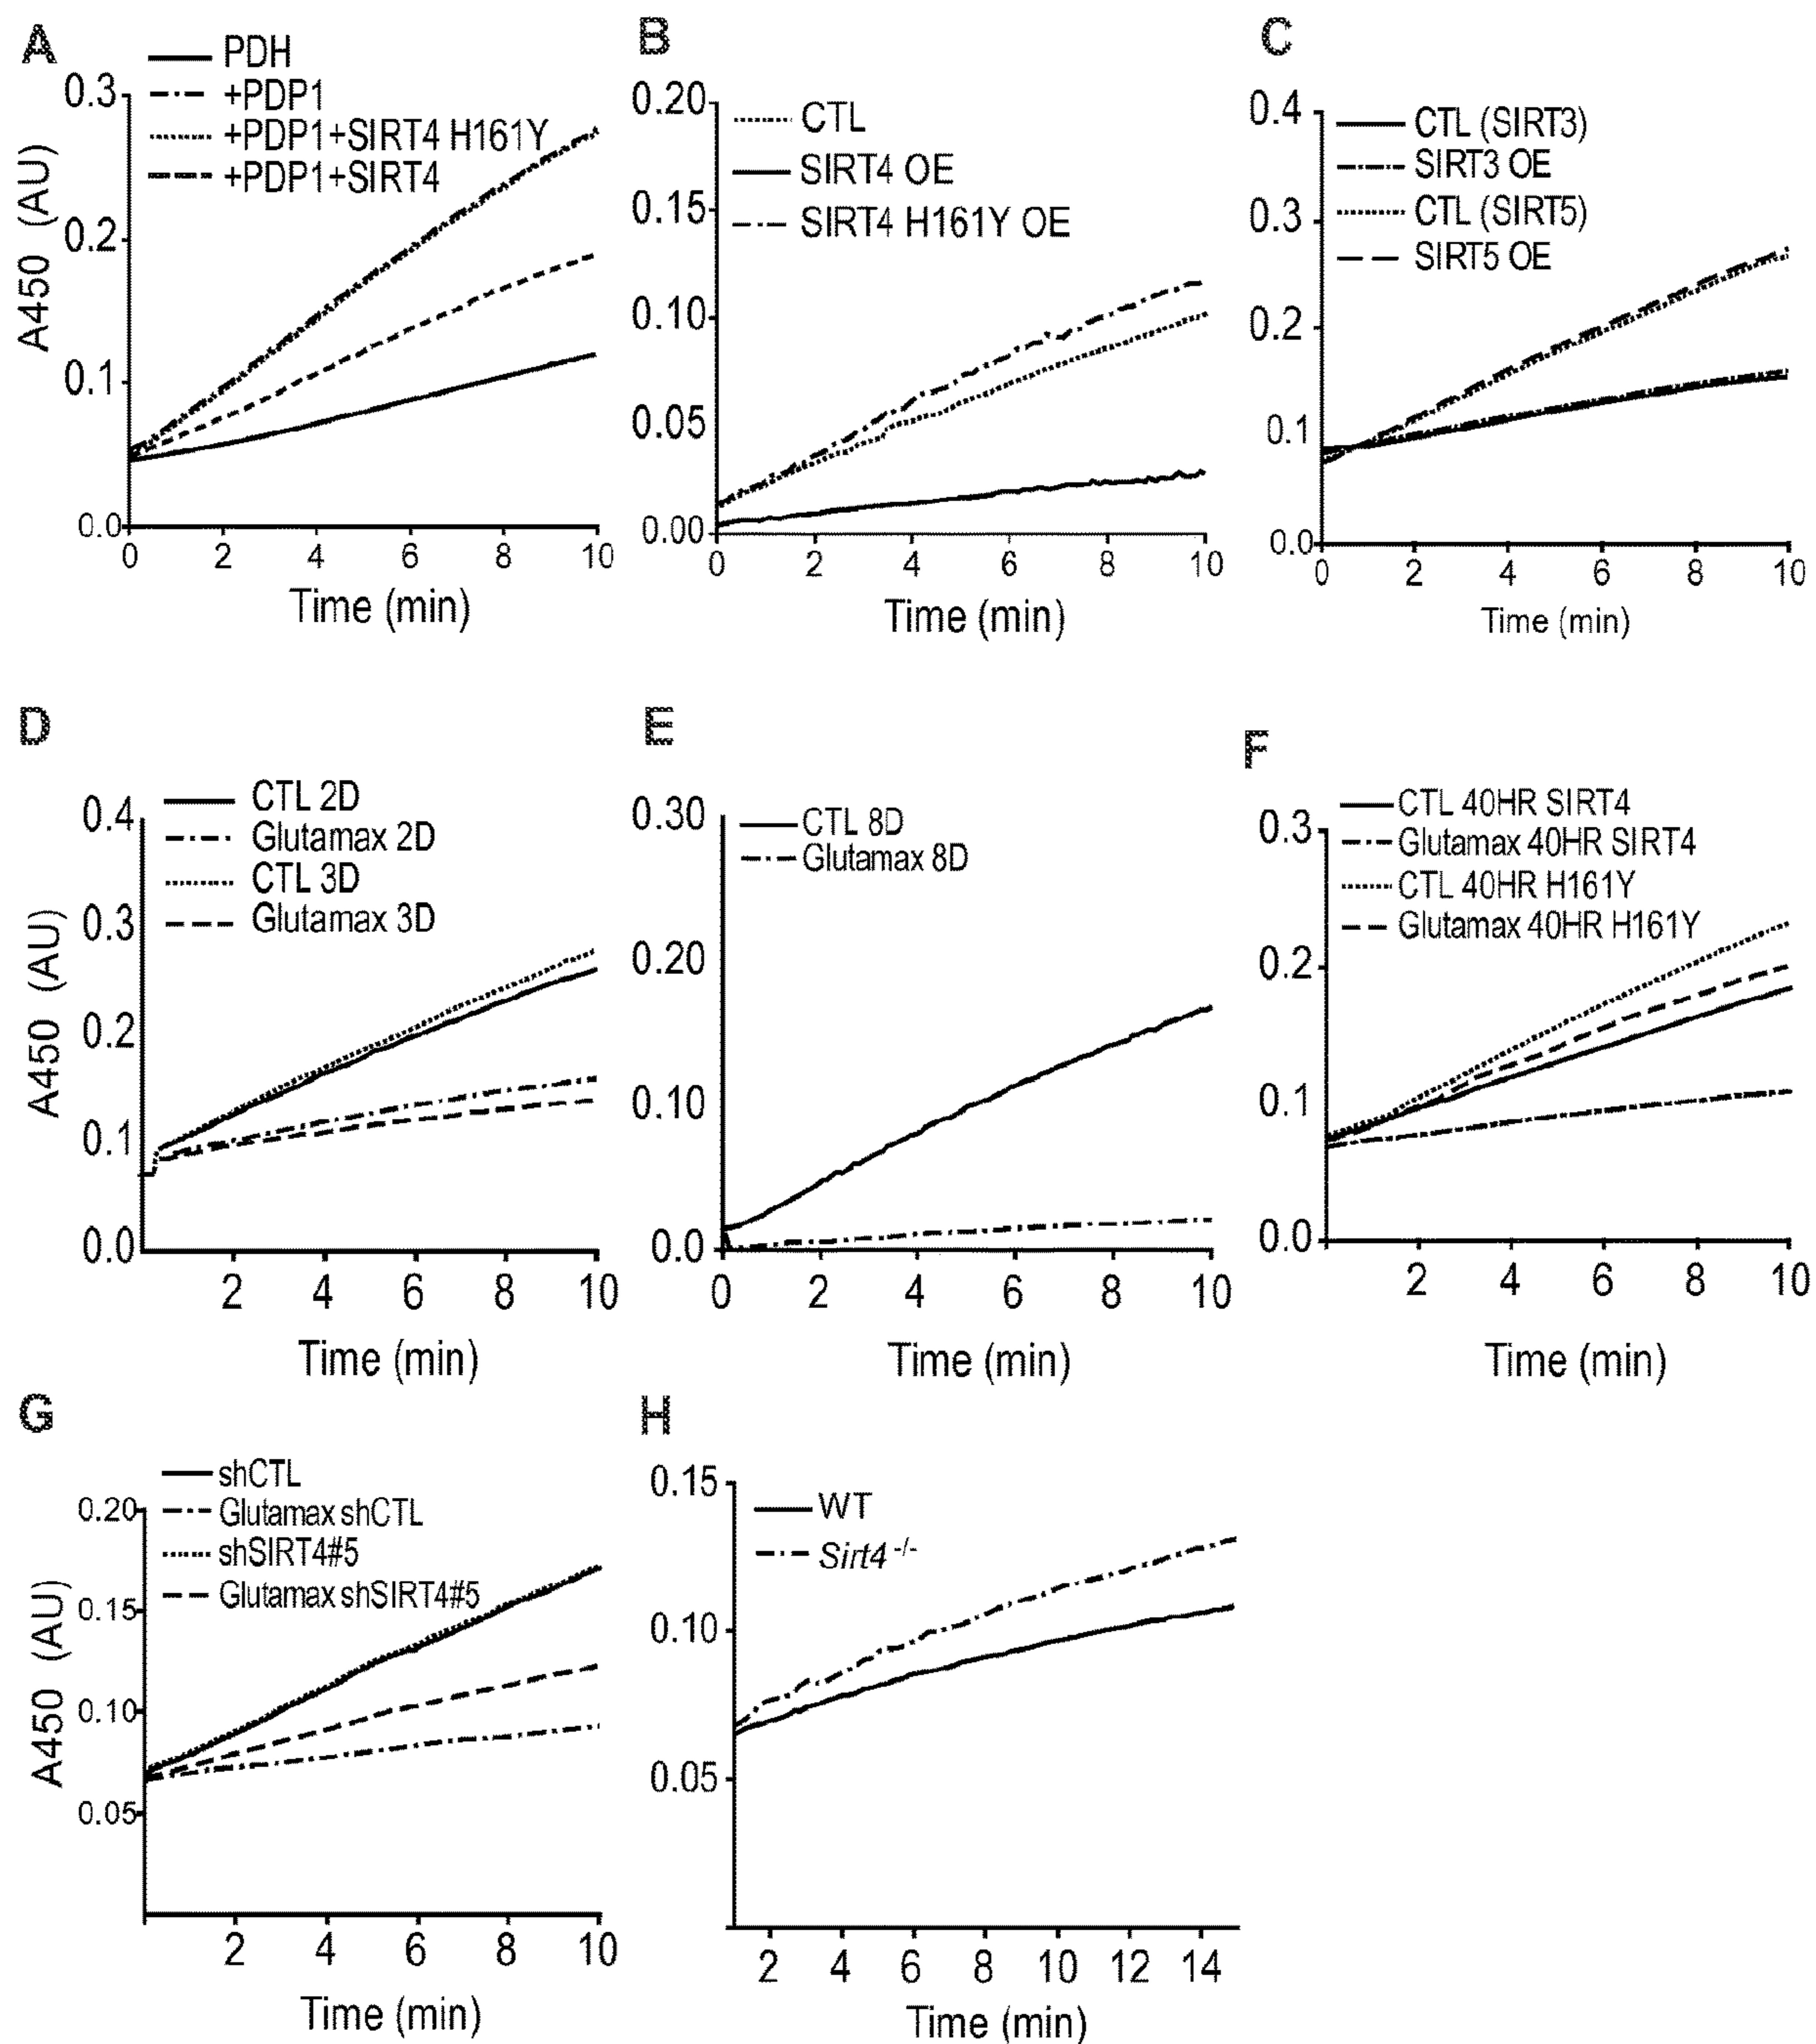 A
PDH
+PDP1
+PDP1+SIRT4 H161Y
+PDP1+SIRT4
A450 (AU)
0.3
0.2
0.1
0.0
0 2 4 6 8 10
Time (min)
B
CTL
SIRT4 OE
SIRT4 H161Y OE
0.20
0.15
0.10
0.05
0.00
0 2 4 6 8 10
Time (min)
C
CTL (SIRT3)
SIRT3 OE
CTL (SIRT5)
SIRT5 OE
0.4
0.3
0.2
0.1
0.0
0 2 4 6 8 10
Time (min)
D
CTL 2D
Glutamax 2D
CTL 3D
Glutamax 3D
A450 (AU)
0.4
0.3
0.2
0.1
0.0
2 4 6 8 10
Time (min)
E
CTL 8D
Glutamax 8D
0.30
0.20
0.10
0.0
0 2 4 6 8 10
Time (min)
F
CTL 40HR SIRT4
Glutamax 40HR SIRT4
CTL 40HR H161Y
Glutamax 40HR H161Y
0.3
0.2
0.1
0.0
2 4 6 8 10
Time (min)
G
shCTL
Glutamax shCTL
shSIRT4#5
Glutamax shSIRT4#5
A450 (AU)
0.20
0.15
0.10
0.05
2 4 6 8 10
Time (min)
H
WT
Sirt4 -/-
0.15
0.10
0.05
2 4 6 8 10 12 14
Time (min)